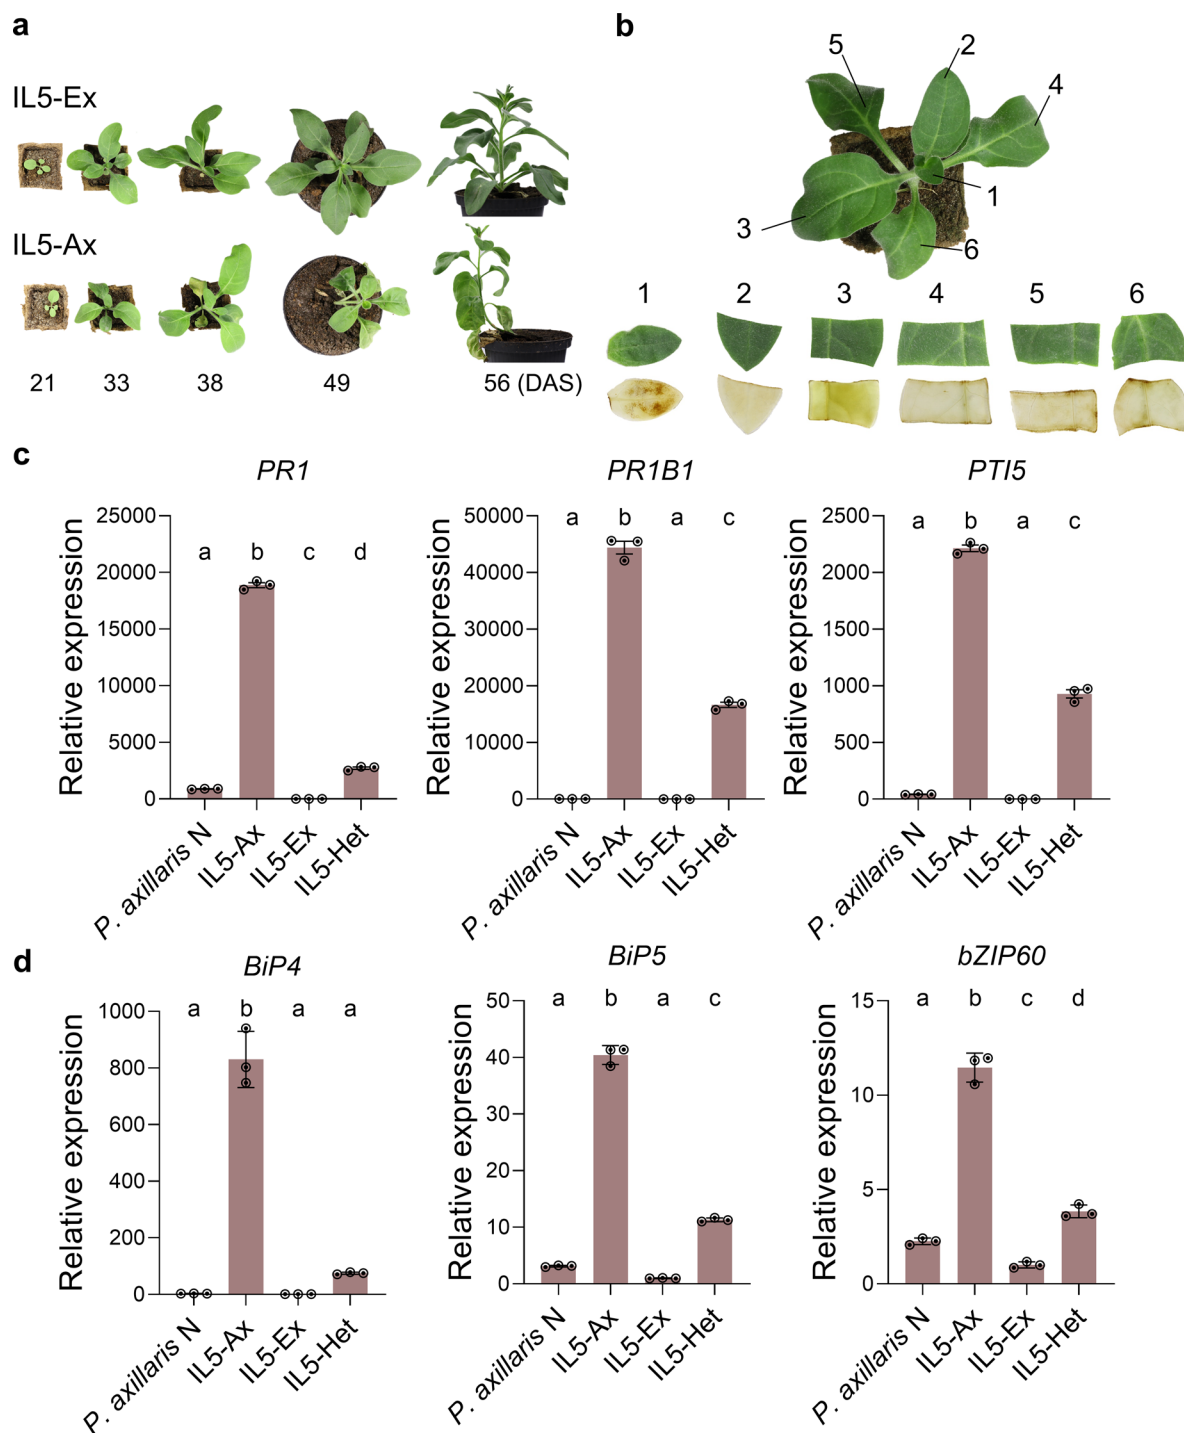 a
IL5-Ex
IL5-Ax
21 33 38 49 56 (DAS)
b
5 2 4 1 3 6
1 2 3 4 5 6
c
PR1
Relative expression
25000
20000
15000
10000
5000
0
a b c d
P. axillaris N
IL5-Ax
IL5-Ex
IL5-Het
PR1B1
Relative expression
50000
40000
30000
20000
10000
0
a b a c
P. axillaris N
IL5-Ax
IL5-Ex
IL5-Het
PTI5
Relative expression
2500
2000
1500
1000
500
0
a b a c
P. axillaris N
IL5-Ax
IL5-Ex
IL5-Het
d
BiP4
Relative expression
1000
800
600
400
200
0
a b a a
P. axillaris N
IL5-Ax
IL5-Ex
IL5-Het
BiP5
Relative expression
50
40
30
20
10
0
a b a c
P. axillaris N
IL5-Ax
IL5-Ex
IL5-Het
bZIP60
Relative expression
15
10
5
0
a b c d
P. axillaris N
IL5-Ax
IL5-Ex
IL5-Het